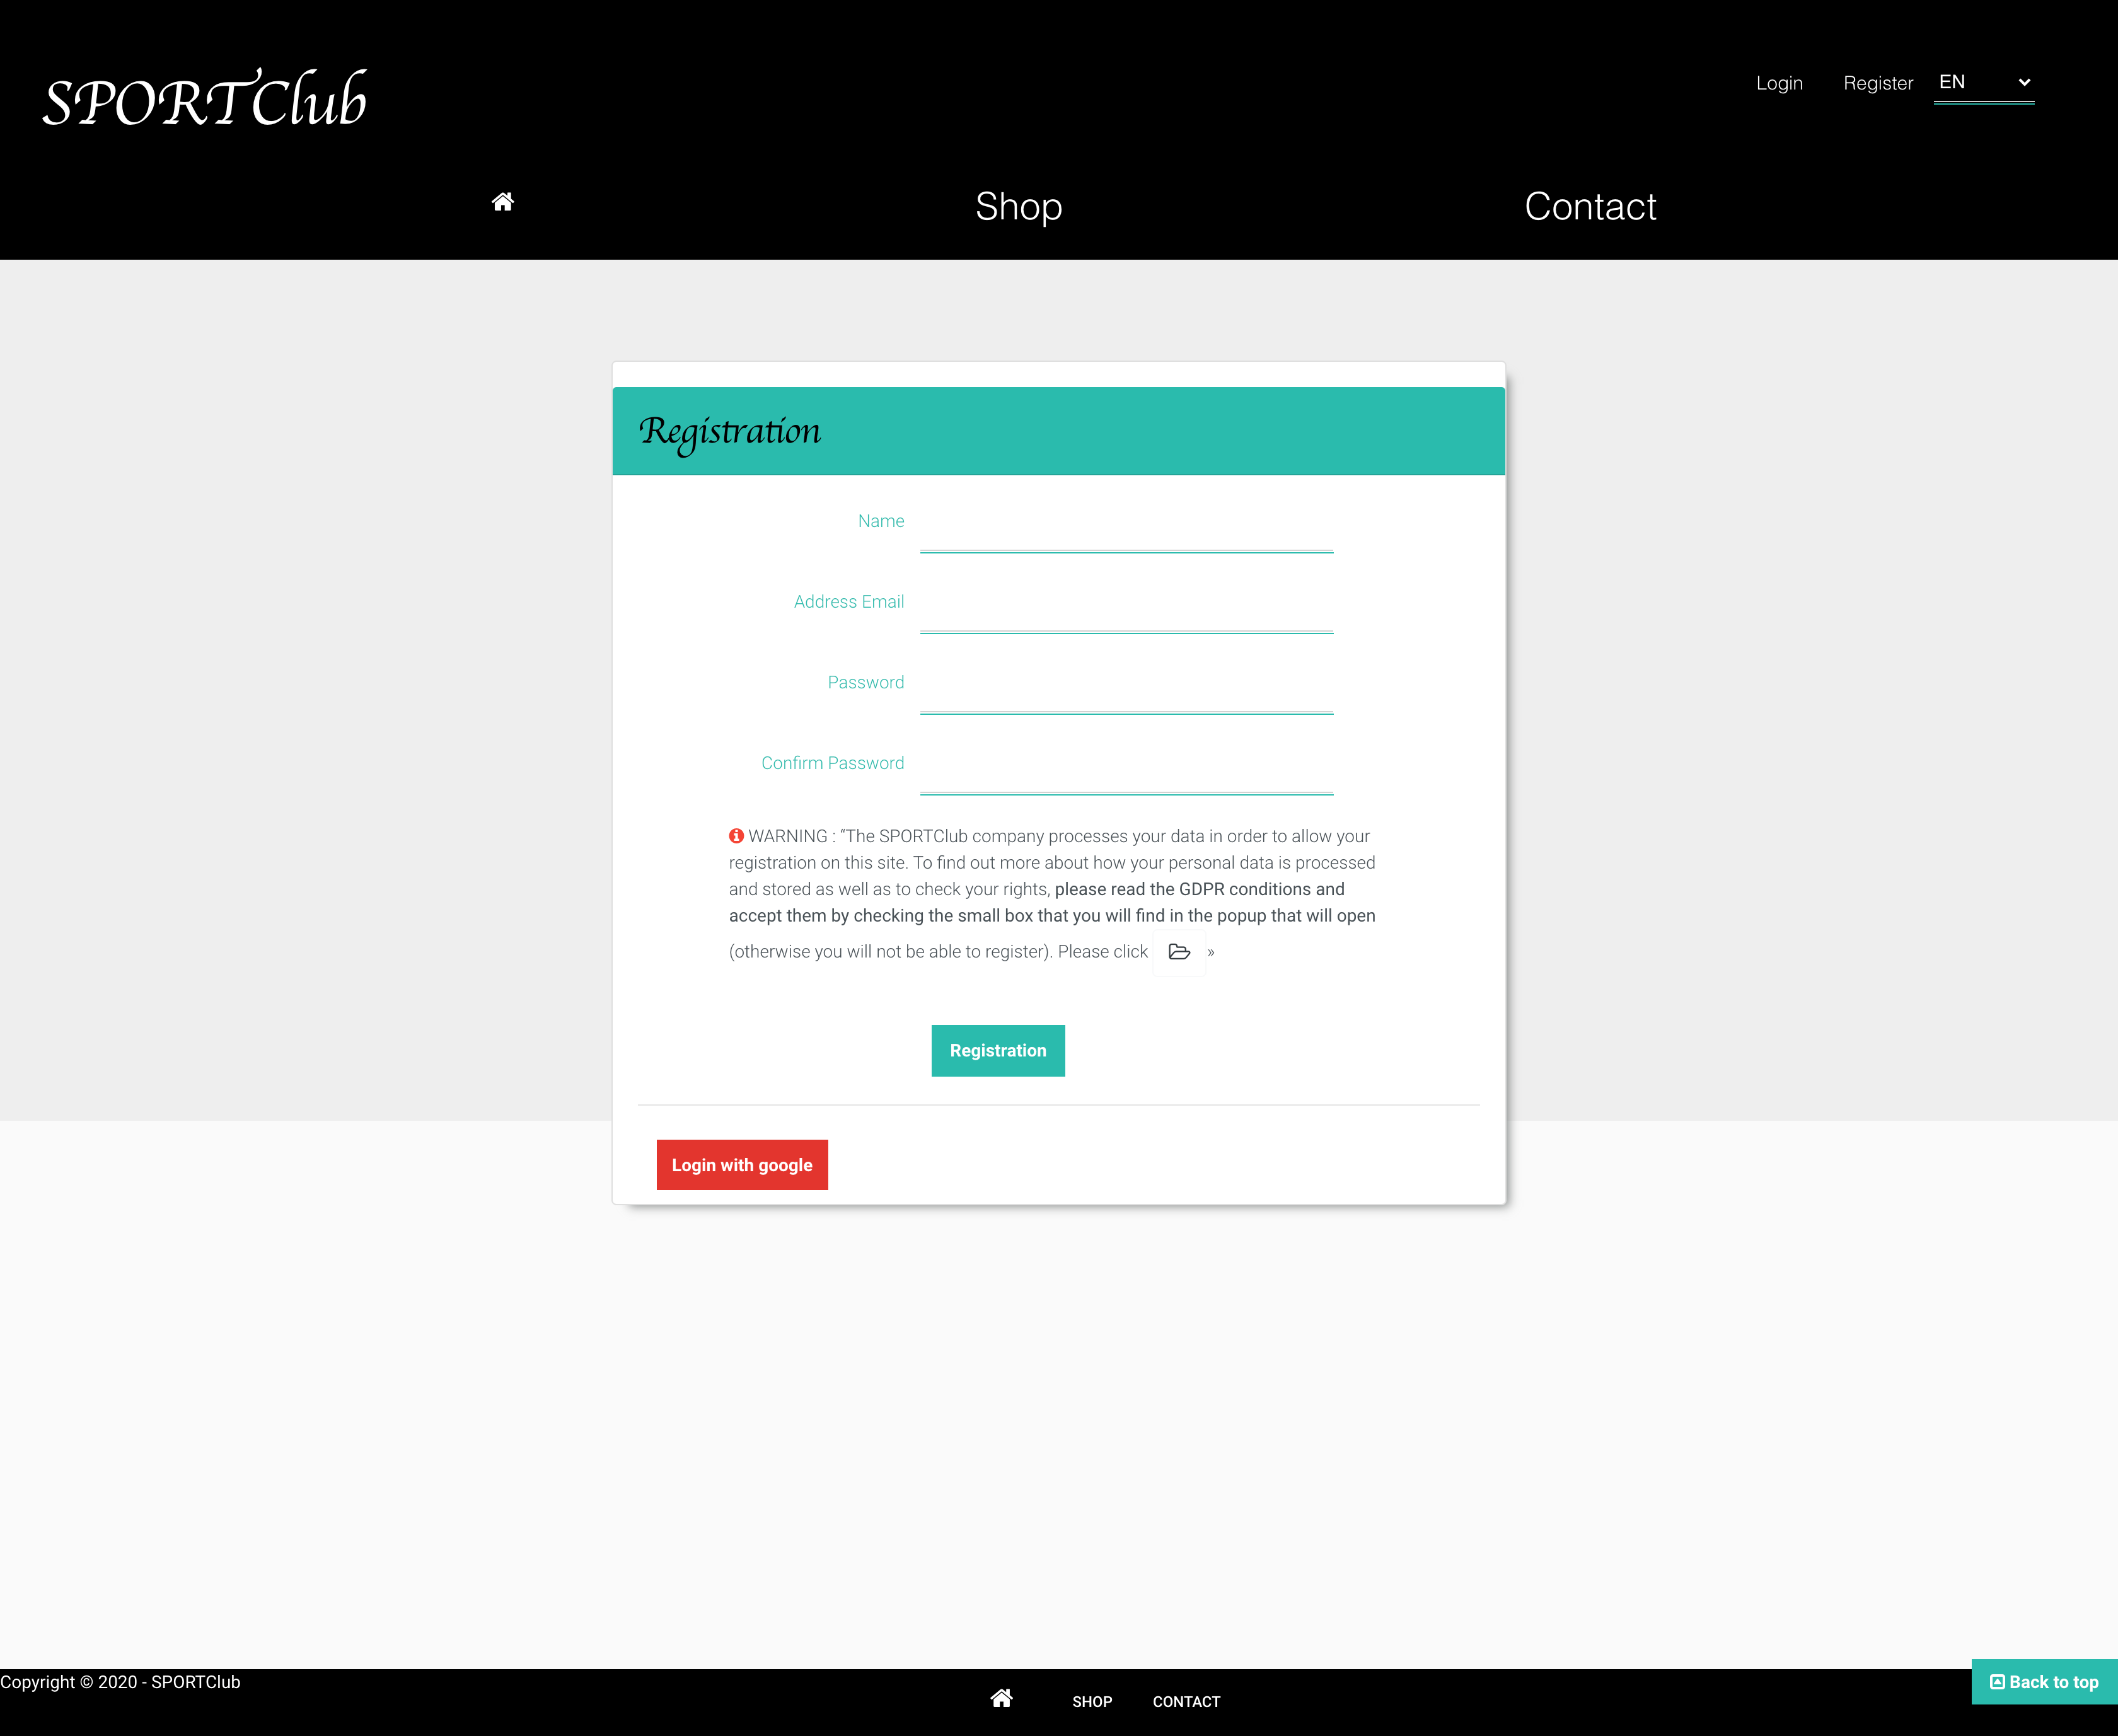 SPORTClub
Login
Register
EN
Shop
Contact
Registration
Name
Address Email
Password
Confirm Password
WARNING : “The SPORTClub company processes your data in order to allow your
registration on this site. To find out more about how your personal data is processed
and stored as well as to check your rights, please read the GDPR conditions and
accept them by checking the small box that you will find in the popup that will open
(otherwise you will not be able to register). Please click »
Registration
Login with google
Copyright © 2020 - SPORTClub
SHOP
CONTACT
Back to top